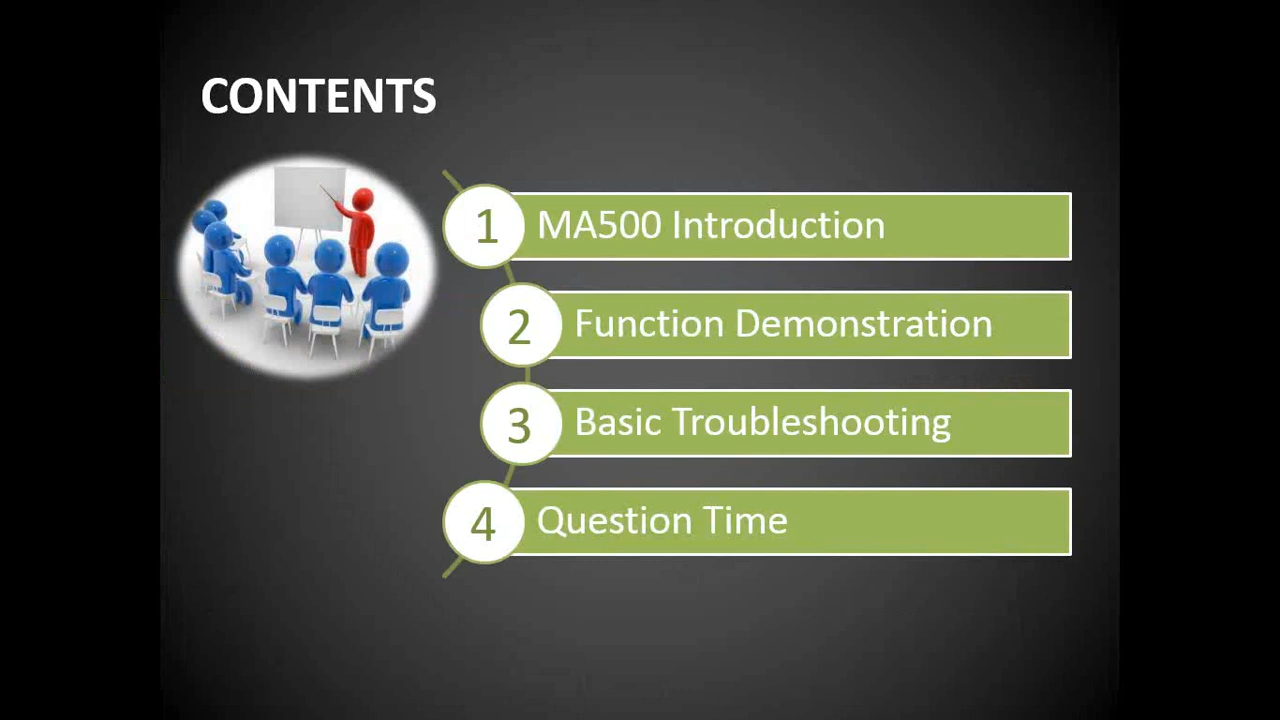 CONTENTS
1 MA500 Introduction
2 Function Demonstration
3 Basic Troubleshooting
4 Question Time